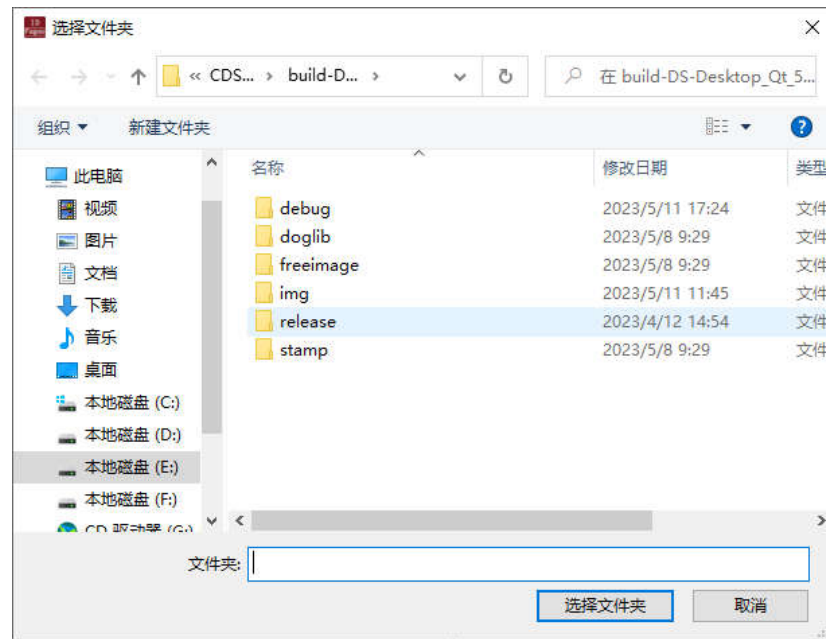 选择文件夹
« CDS... › build-D... ›
在 build-DS-Desktop_Qt_5...
组织 新建文件夹
此电脑
视频
图片
文档
下载
音乐
桌面
本地磁盘 (C:)
本地磁盘 (D:)
本地磁盘 (E:)
本地磁盘 (F:)
CD 驱动器 (G:)
名称 修改日期 类型
debug 2023/5/11 17:24 文件
doglib 2023/5/8 9:29 文件
freeimage 2023/5/8 9:29 文件
img 2023/5/11 11:45 文件
release 2023/4/12 14:54 文件
stamp 2023/5/8 9:29 文件
文件夹:
选择文件夹 取消